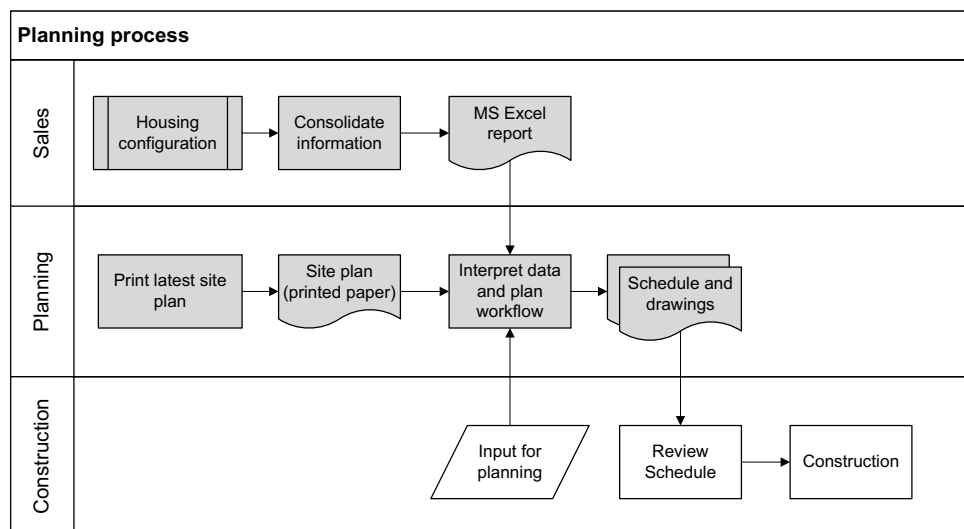 Planning process
Sales
Housing
configuration
Consolidate
information
MS Excel
report
Planning
Print latest site
plan
Site plan
(printed paper)
Interpret data
and plan
workflow
Schedule and
drawings
Construction
Input for
planning
Review
Schedule
Construction